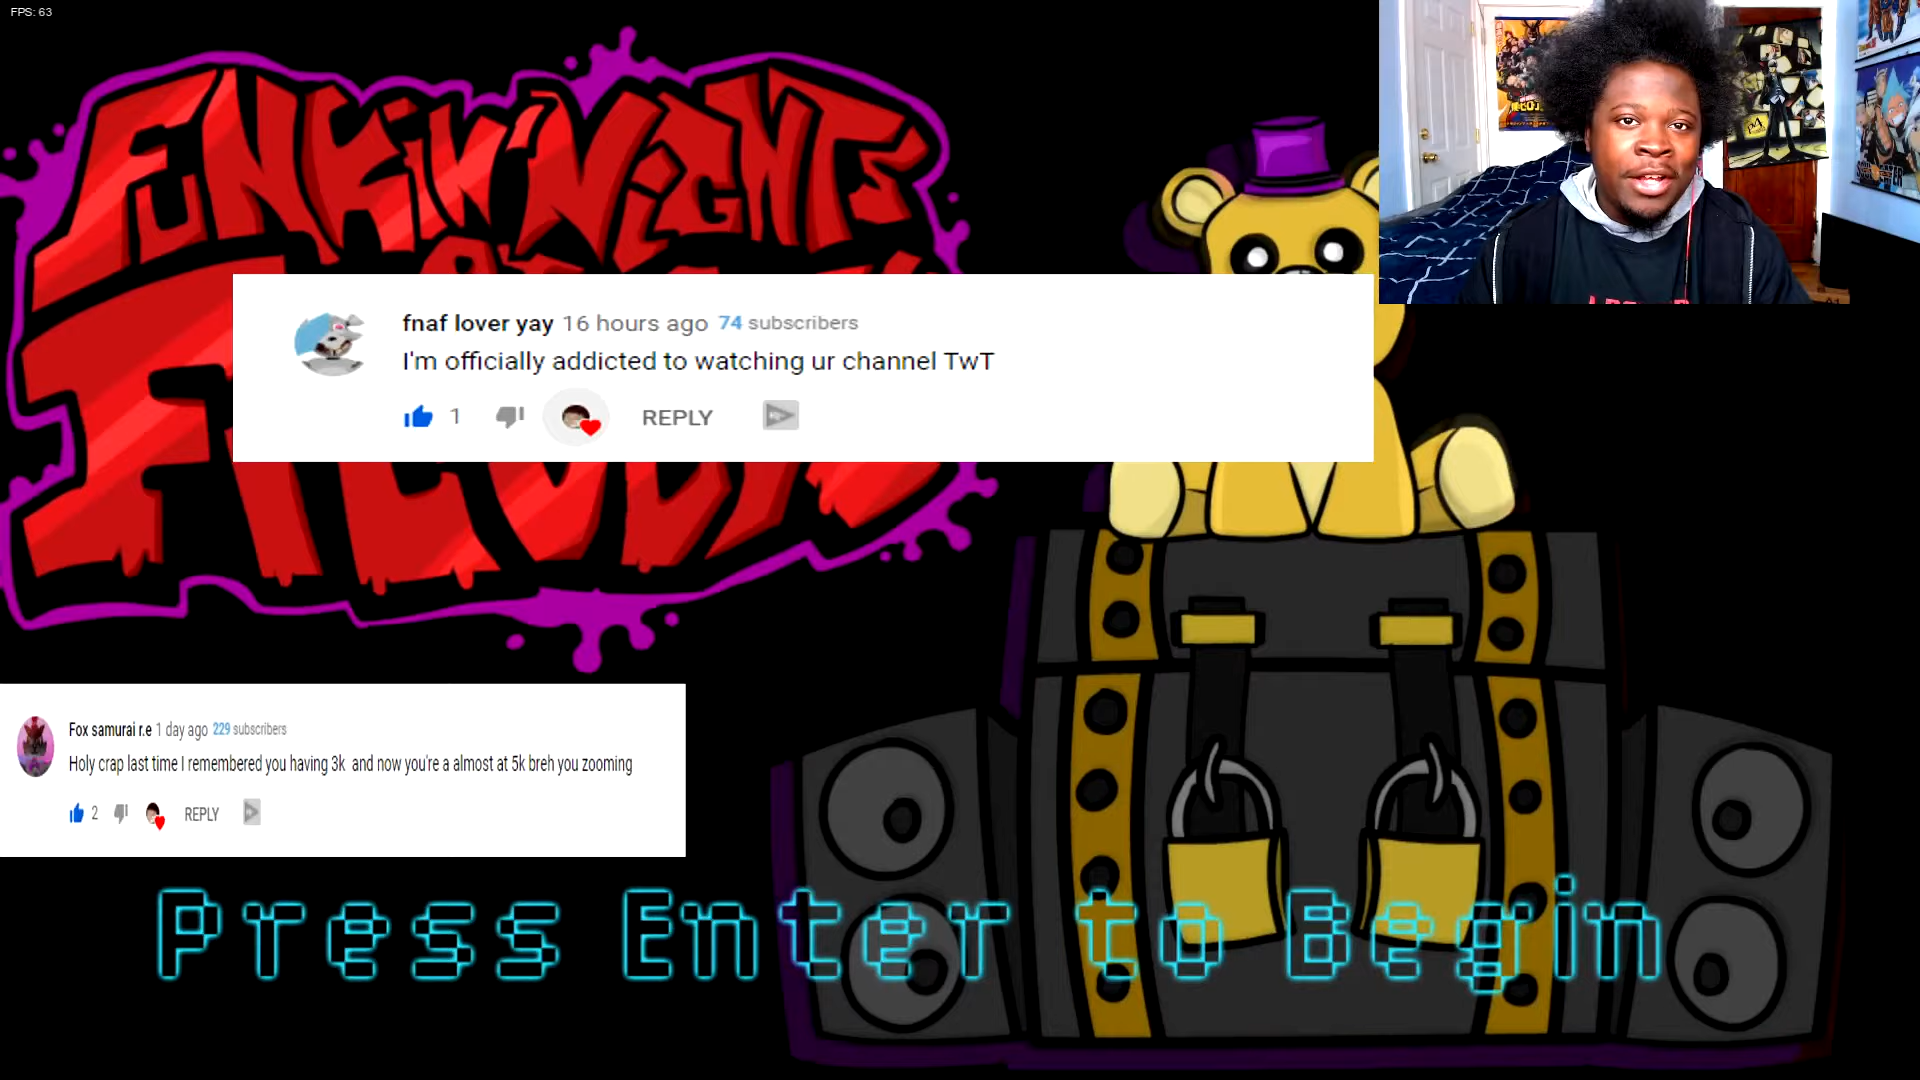 FPS: 63
FUNKIN' NIGHTS
fnaf lover yay 16 hours ago 74 subscribers
I'm officially addicted to watching ur channel TwT
1 REPLY
Fox samurai r.e 1 day ago 229 subscribers
Holy crap last time I remembered you having 3k and now you're a almost at 5k breh you zooming
2 REPLY
Press Enter to Begin